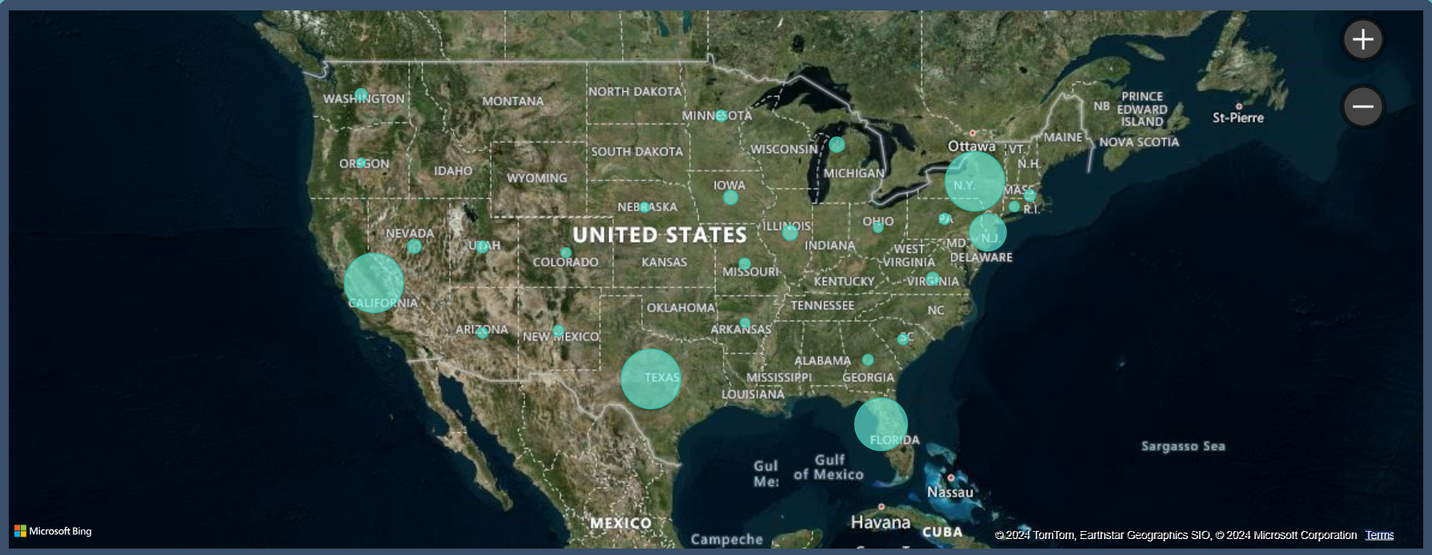 +
−
WASHINGTON
MONTANA
NORTH DAKOTA
MINNESOTA
NB
PRINCE
EDWARD
ISLAND
St-Pierre
OREGON
IDAHO
SOUTH DAKOTA
WISCONSIN
Ottawa
VT.
MAINE
NOVA SCOTIA
N.H.
WYOMING
MICHIGAN
N.Y.
MASS
IOWA
NEBRASKA
PA
R.I.
NEVADA
UTAH
UNITED STATES
ILLINOIS
OHIO
INDIANA
WEST
VIRGINIA
MD
N.J.
DELAWARE
COLORADO
KANSAS
MISSOURI
KENTUCKY
VIRGINIA
CALIFORNIA
OKLAHOMA
TENNESSEE
NC
ARIZONA
NEW MEXICO
ARKANSAS
SC
ALABAMA
TEXAS
MISSISSIPPI
GEORGIA
LOUISIANA
FLORIDA
Sargasso Sea
Gul
Me:
Gulf
of Mexico
Nassau
MEXICO
Havana
CUBA
Campeche
Microsoft Bing
© 2024 TomTom, Earthstar Geographics SIO, © 2024 Microsoft Corporation Terms